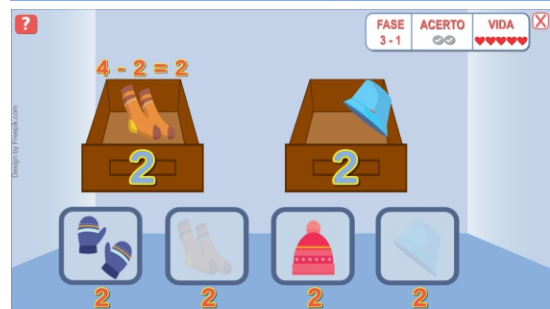 ?
FASE ACERTO VIDA
3 - 1
4 - 2 = 2
Design by Freepik.com
2 2
2 2 2 2